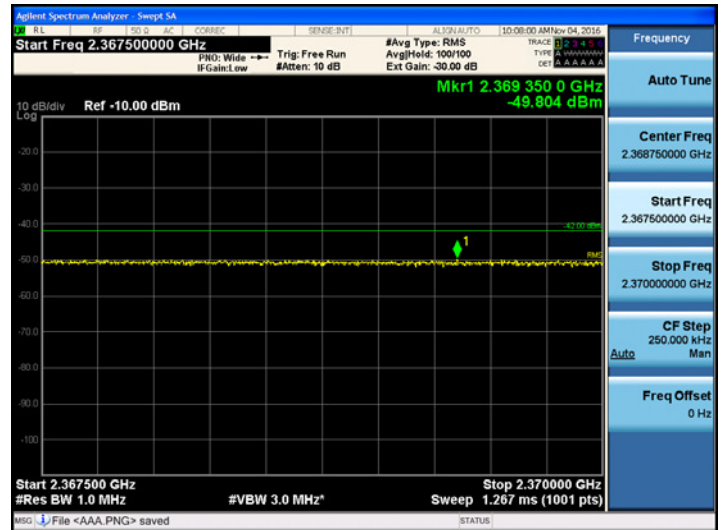 Agilent Spectrum Analyzer - Swept SA
RL RF 50 Ω AC CORREC SENSE:INT ALIGNAUTO 10:08:00 AM Nov 04, 2016
Start Freq 2.367500000 GHz
PNO: Wide
IFGain:Low
Trig: Free Run
#Atten: 10 dB
#Avg Type: RMS
Avg|Hold: 100/100
Ext Gain: -30.00 dB
TRACE 1 2 3 4 5 6
TYPE A
DET A A A A A A
Mkr1 2.369 350 0 GHz
-49.804 dBm
10 dB/div Ref -10.00 dBm
Log
-20.0
-30.0
-40.0
-42.00 dBm
1
RMS
-50.0
-60.0
-70.0
-80.0
-90.0
-100
Start 2.367500 GHz Stop 2.370000 GHz
#Res BW 1.0 MHz #VBW 3.0 MHz* Sweep 1.267 ms (1001 pts)
MSG File <AAA.PNG> saved STATUS
Frequency
Auto Tune
Center Freq
2.368750000 GHz
Start Freq
2.367500000 GHz
Stop Freq
2.370000000 GHz
CF Step
250.000 kHz
Auto Man
Freq Offset
0 Hz